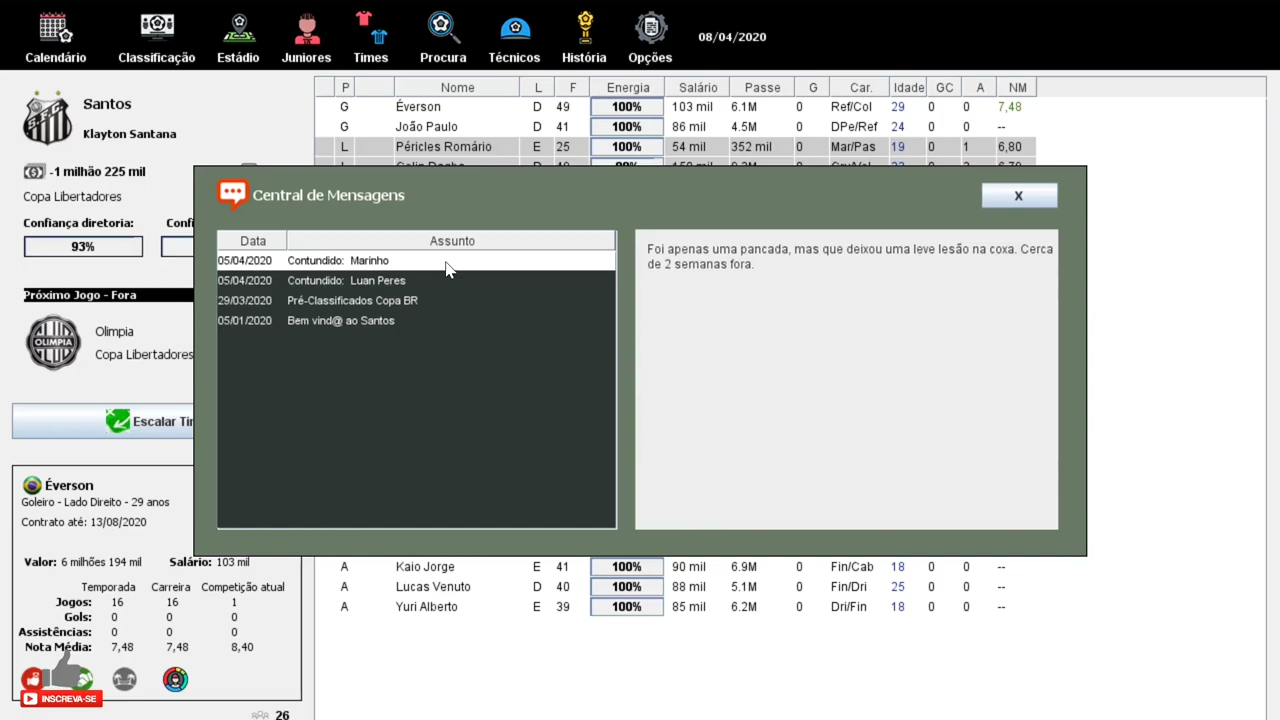 Calendário Classificação Estádio Juniores Times Procura Técnicos História Opções 08/04/2020
Santos
Klayton Santana
-1 milhão 225 mil
Copa Libertadores
Confiança diretoria:
93%
Próximo Jogo - Fora
OLIMPIA
Olimpia
Copa Libertadores
Escalar Tir
Éverson
Goleiro - Lado Direito - 29 anos
Contrato até: 13/08/2020
Valor: 6 milhões 194 mil Salário: 103 mil
Temporada Carreira Competição atual
Jogos: 16 16 1
Gols: 0 0 0
Assistências: 0 0 0
Nota Média: 7,48 7,48 8,40
INSCREVA-SE
26
P Nome L F Energia Salário Passe G Car. Idade GC A NM
G Éverson D 49 100% 103 mil 6.1M 0 Ref/Col 29 0 0 7,48
G João Paulo D 41 100% 86 mil 4.5M 0 DPe/Ref 24 0 0 --
L Péricles Romário E 25 100% 54 mil 352 mil 0 Mar/Pas 19 0 1 6,80
Central de Mensagens X
Data Assunto
05/04/2020 Contundido: Marinho
05/04/2020 Contundido: Luan Peres
29/03/2020 Pré-Classificados Copa BR
05/01/2020 Bem vind@ ao Santos
Foi apenas uma pancada, mas que deixou uma leve lesão na coxa. Cerca
de 2 semanas fora.
A Kaio Jorge E 41 100% 90 mil 6.9M 0 Fin/Cab 18 0 0 --
A Lucas Venuto D 40 100% 88 mil 5.1M 0 Fin/Dri 25 0 0 --
A Yuri Alberto E 39 100% 85 mil 6.2M 0 Dri/Fin 18 0 0 --